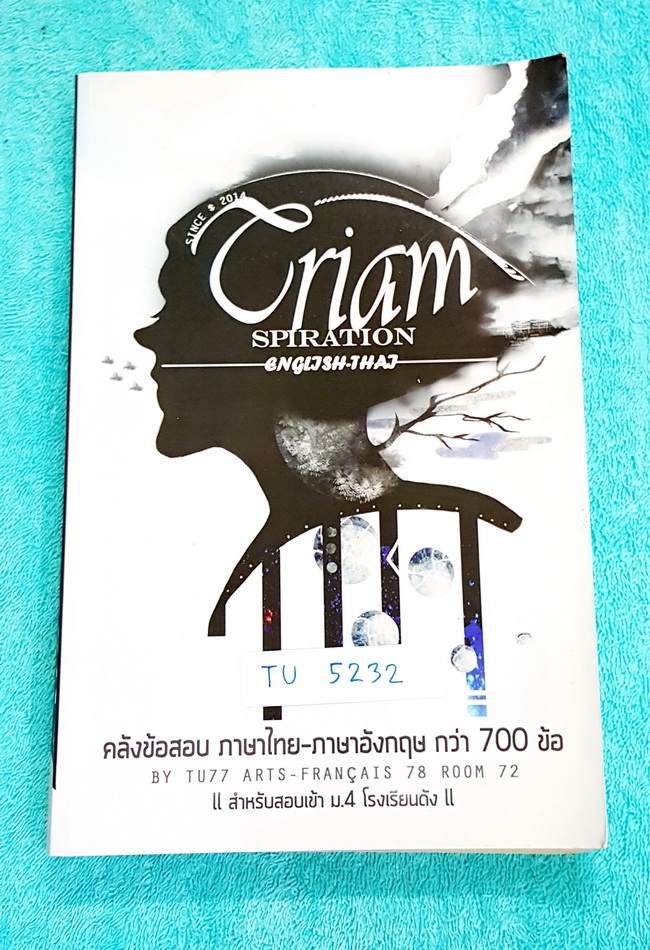 SINCE 2014
Triam
SPIRATION
ENGLISH-THAI
TU 5232
คลังข้อสอบ ภาษาไทย-ภาษาอังกฤษ กว่า 700 ข้อ
BY TU77 ARTS-FRANÇAIS 78 ROOM 72
\\ สำหรับสอบเข้า ม.4 โรงเรียนดัง \\